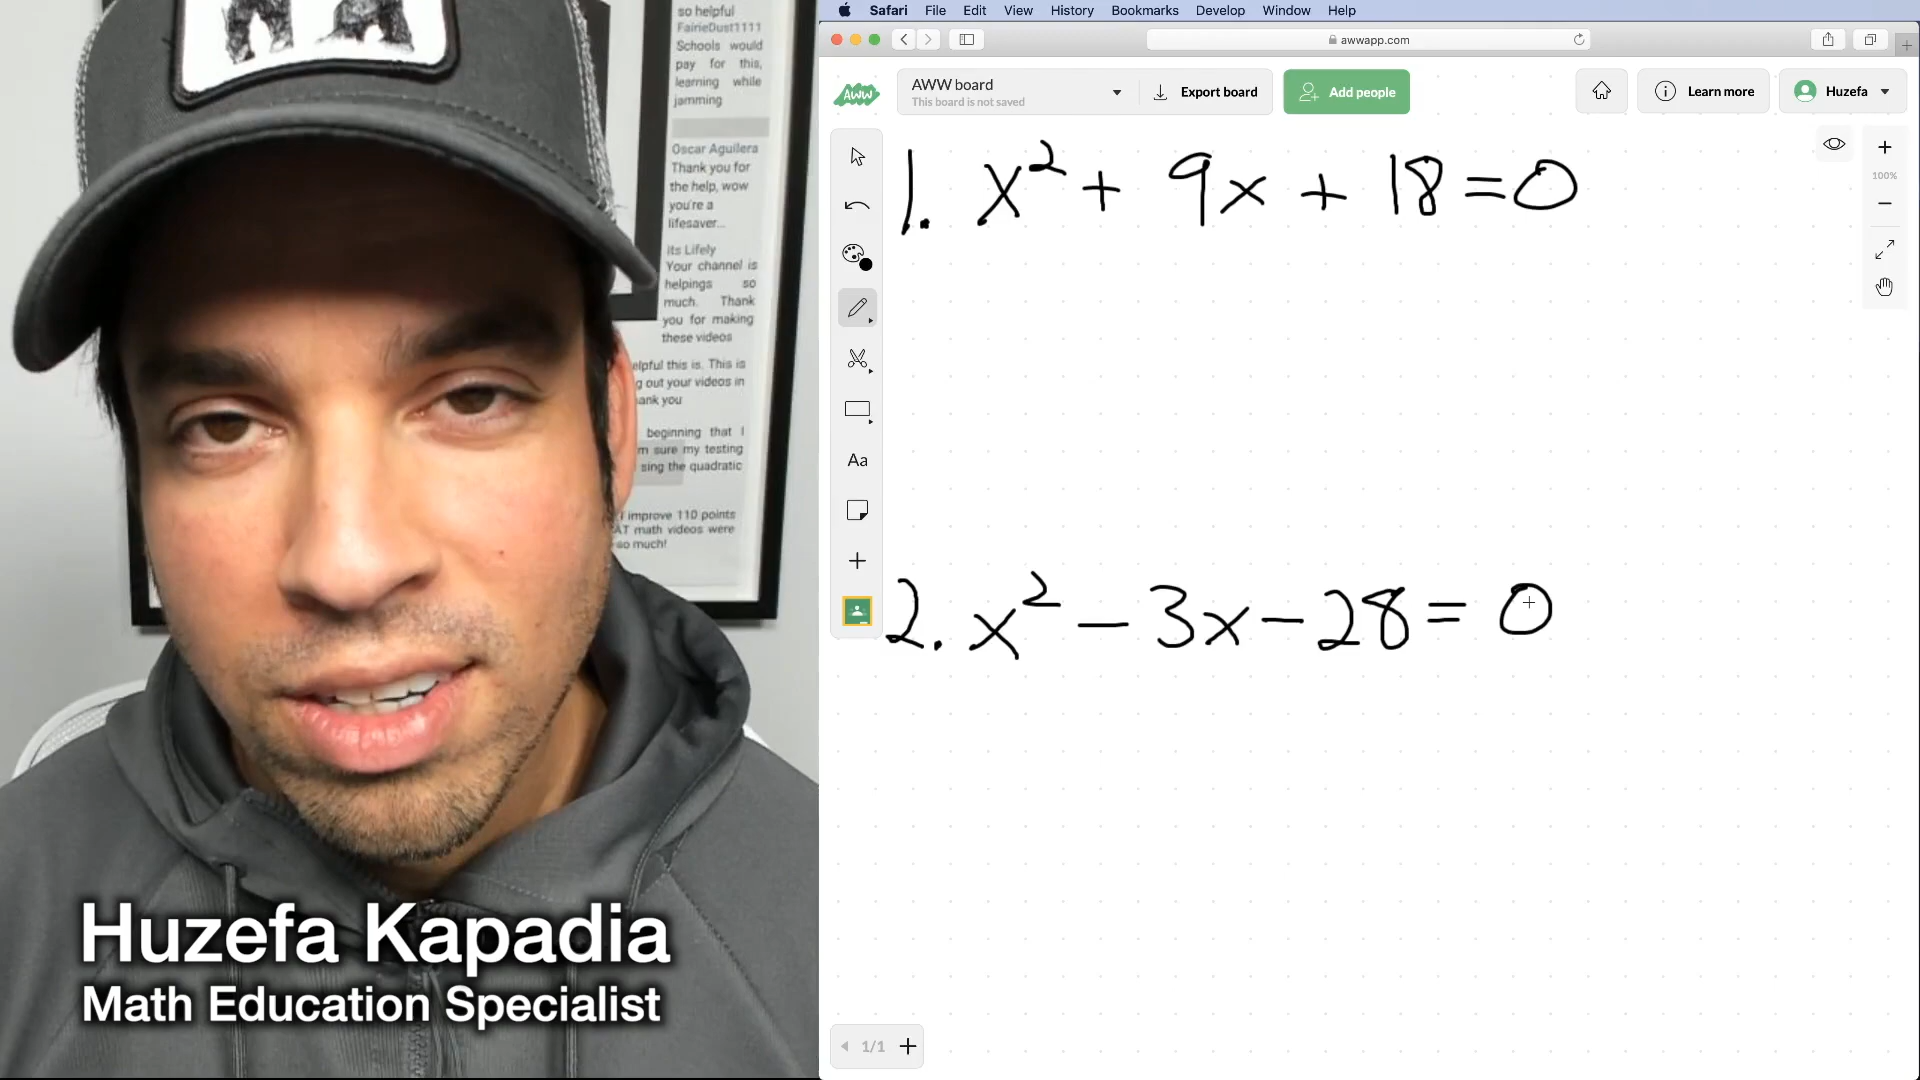 so helpful
FairieDust1111
Schools would
pay for this,
learning while
jamming
Oscar Aguilera
Thank you for
the help, wow
you're a
lifesaver...
Its Lifely
Your channel is
helpings so
much. Thank
you for making
these videos
elpful this is. This is
g out your videos in
ank you
beginning that I
m sure my testing
sing the quadratic
improve 110 points
AT math videos were
so much!
Huzefa Kapadia
Math Education Specialist
Safari File Edit View History Bookmarks Develop Window Help
awwapp.com
AWW
AWW board
This board is not saved
Export board
Add people
Learn more
Huzefa
100%
Aa
1. x² + 9x + 18 = 0
2. x² - 3x - 28 = 0
1/1